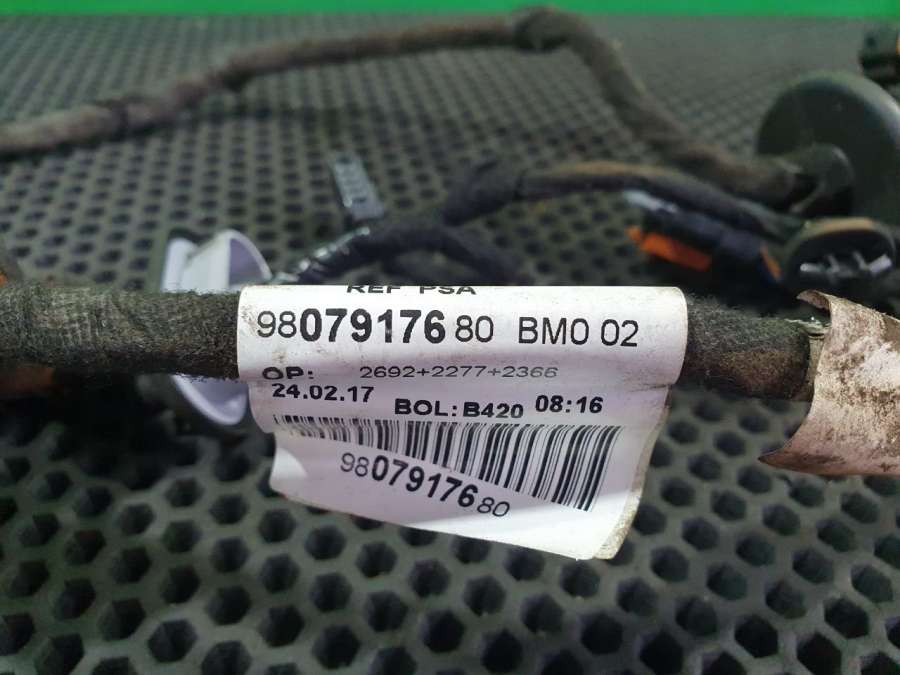 REF PSA
9807917680 BM0 02
OP: 2692+2277+2366
24.02.17 BOL:B420 08:16
9807917680